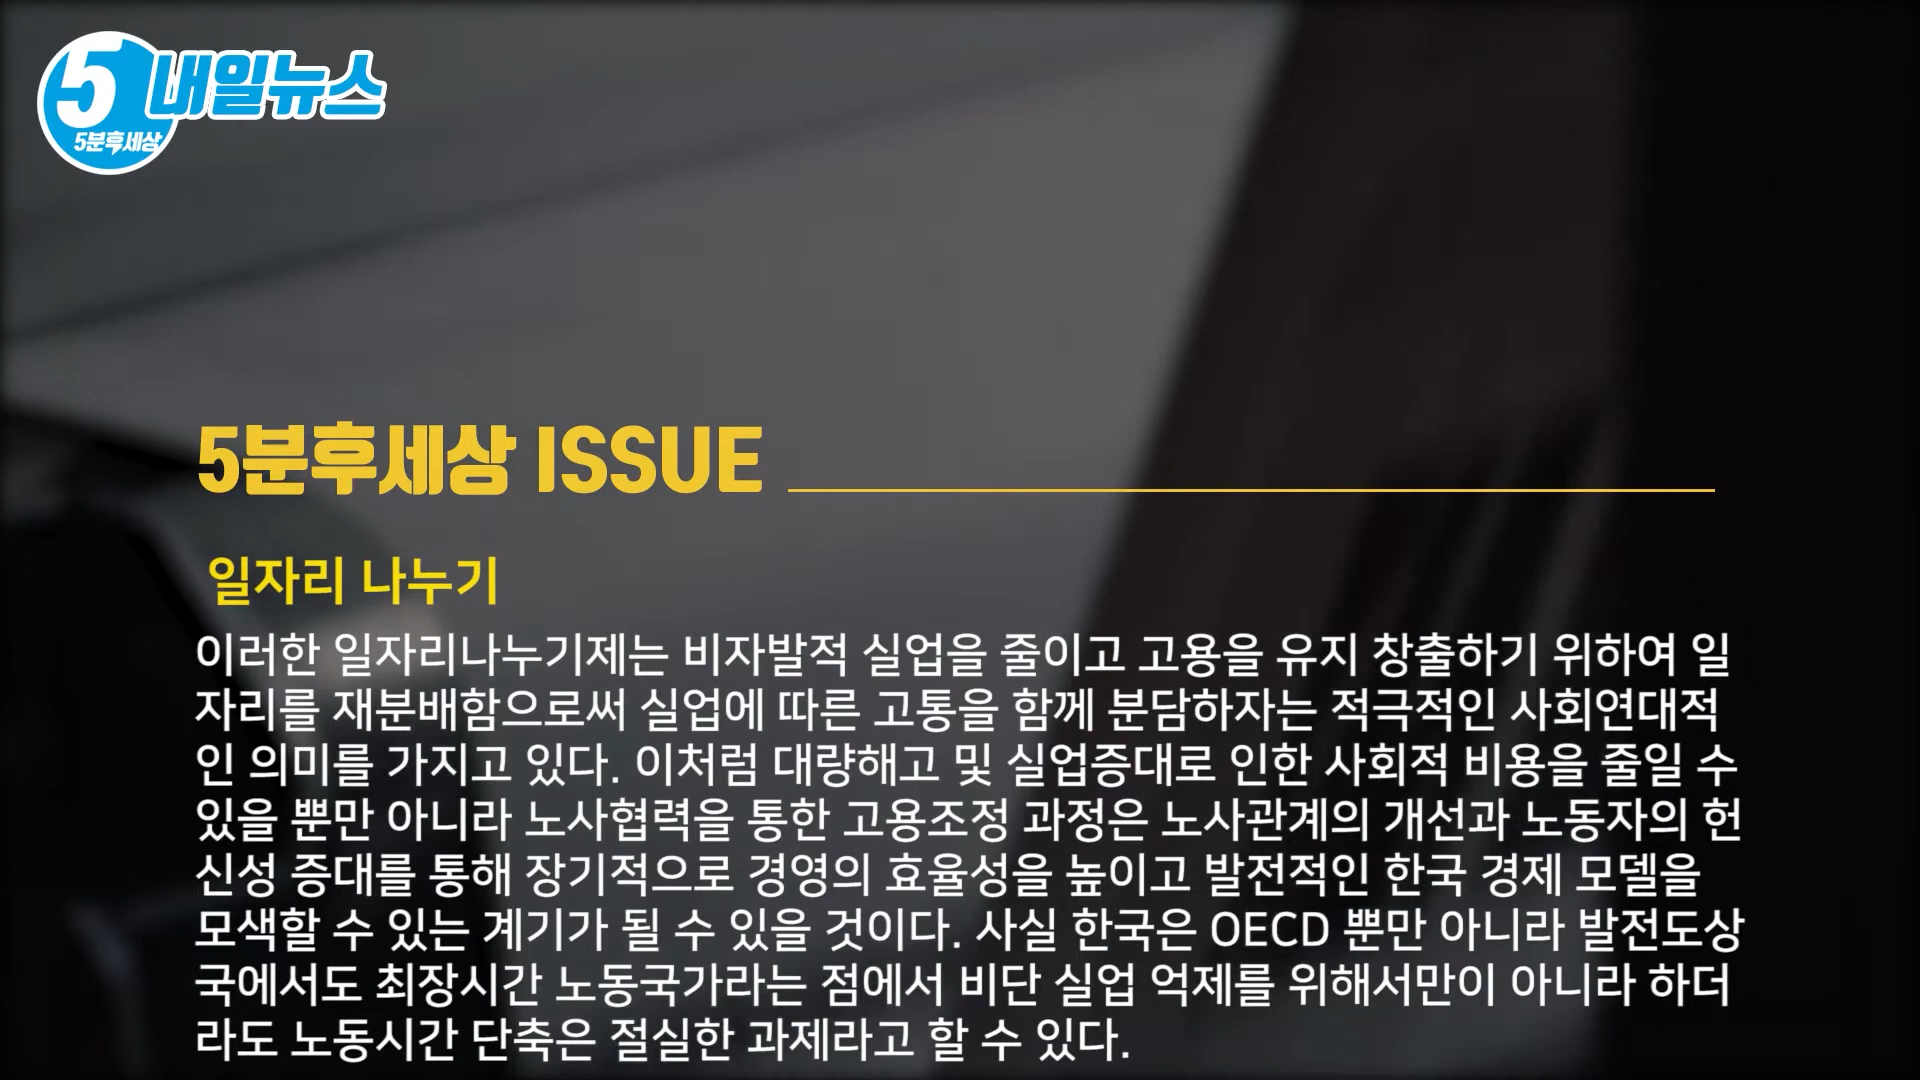 5 내일뉴스
5분후세상
5분후세상 ISSUE
일자리 나누기
이러한 일자리나누기제는 비자발적 실업을 줄이고 고용을 유지 창출하기 위하여 일
자리를 재분배함으로써 실업에 따른 고통을 함께 분담하자는 적극적인 사회연대적
인 의미를 가지고 있다. 이처럼 대량해고 및 실업증대로 인한 사회적 비용을 줄일 수
있을 뿐만 아니라 노사협력을 통한 고용조정 과정은 노사관계의 개선과 노동자의 헌
신성 증대를 통해 장기적으로 경영의 효율성을 높이고 발전적인 한국 경제 모델을
모색할 수 있는 계기가 될 수 있을 것이다. 사실 한국은 OECD 뿐만 아니라 발전도상
국에서도 최장시간 노동국가라는 점에서 비단 실업 억제를 위해서만이 아니라 하더
라도 노동시간 단축은 절실한 과제라고 할 수 있다.